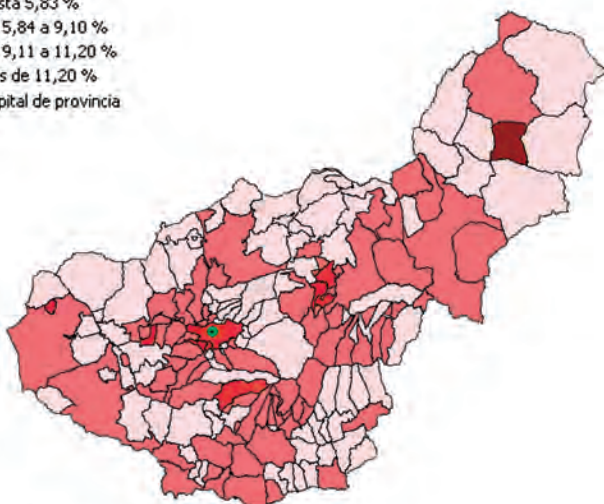 sta 5,83 %
5,84 a 9,10 %
9,11 a 11,20 %
s de 11,20 %
pital de provincia